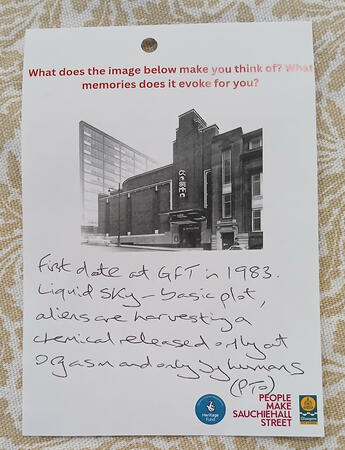 What does the image below make you think of? What
memories does it evoke for you?
First date at GFT in 1983.
Liquid Sky – basic plot,
aliens are harvesting a
chemical released only at
orgasm and only by humans
(PTO)
Heritage
Fund
PEOPLE
MAKE
SAUCHIEHALL
STREET